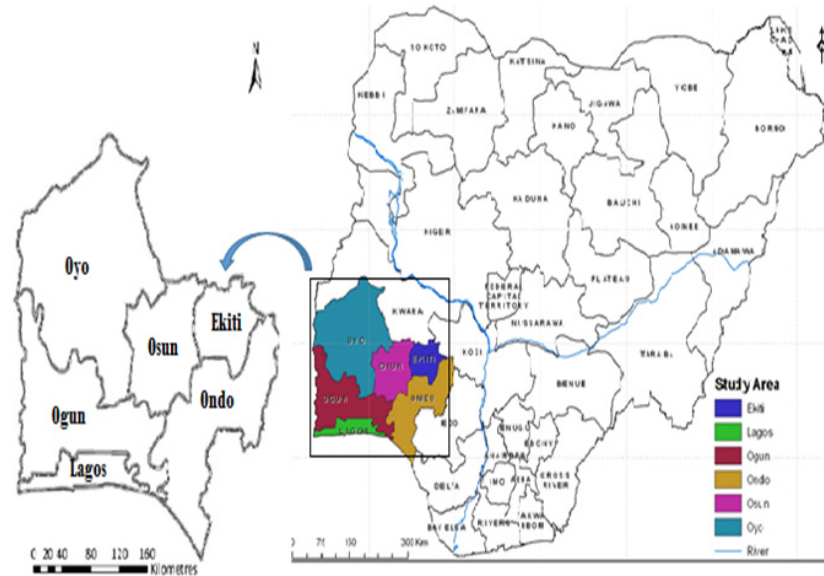 N
Oyo
Osun
Ekiti
Ondo
Ogun
Lagos
0 20 40 80 120 160
Kilometres
SOKOTO
KATSINA
KEBBI
ZAMFARA
JIGAWA
YOBE
BORNO
KANO
KADUNA
BAUCHI
GOMBE
ADAMAWA
NIGER
PLATEAU
FEDERAL
CAPITAL
TERRITORY
KWARA
NASSARAWA
TARABA
KOGI
BENUE
OYO
OSUN
EKITI
OGUN
ONDO
LAGOS
EDO
ENUGU
EBONYI
CROSS
RIVER
IMO
ABIA
DELTA
BAYELSA
RIVERS
AKWA
IBOM
0 75 150 300 Km
Study Area
Ekiti
Lagos
Ogun
Ondo
Osun
Oyo
River